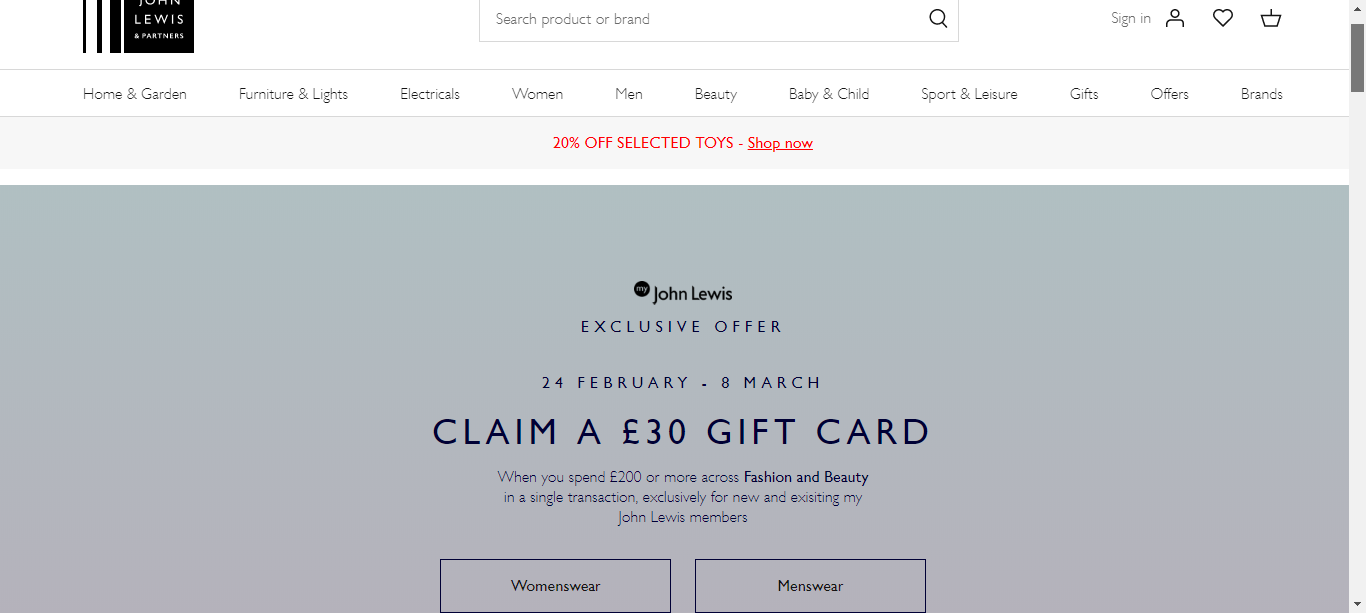 JOHN
LEWIS
& PARTNERS
Search product or brand
Sign in
Home & Garden
Furniture & Lights
Electricals
Women
Men
Beauty
Baby & Child
Sport & Leisure
Gifts
Offers
Brands
20% OFF SELECTED TOYS - Shop now
my John Lewis
EXCLUSIVE OFFER
24 FEBRUARY - 8 MARCH
CLAIM A £30 GIFT CARD
When you spend £200 or more across Fashion and Beauty
in a single transaction, exclusively for new and exisiting my
John Lewis members
Womenswear
Menswear